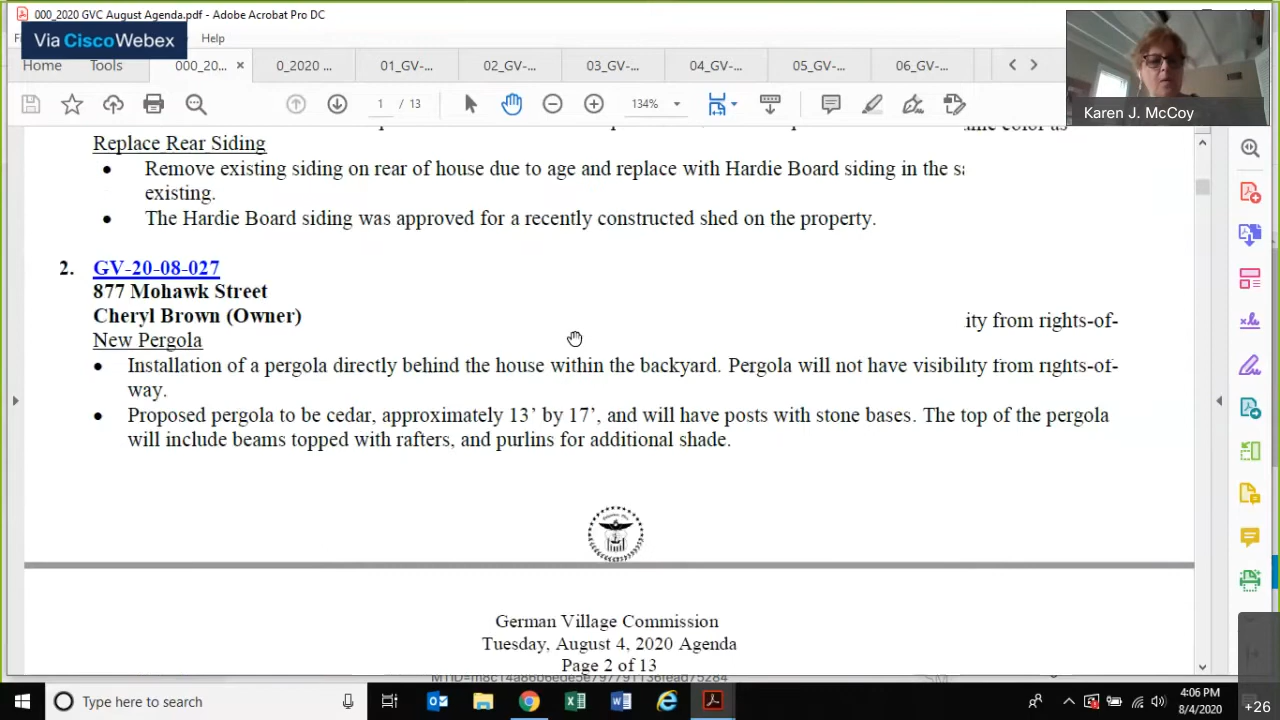 000_2020 GVC August Agenda.pdf - Adobe Acrobat Pro DC
Via Cisco Webex
Help
Home Tools 000_20... × 0_2020 ... 01_GV-... 02_GV-... 03_GV-... 04_GV-... 05_GV-... 06_GV-...
1 / 13 134%
Karen J. McCoy
Replace Rear Siding
• Remove existing siding on rear of house due to age and replace with Hardie Board siding in the
existing.
• The Hardie Board siding was approved for a recently constructed shed on the property.
2. GV-20-08-027
877 Mohawk Street
Cheryl Brown (Owner)
ity from rights-of-
New Pergola
• Installation of a pergola directly behind the house within the backyard. Pergola will not have visibility from rights-of-
way.
• Proposed pergola to be cedar, approximately 13’ by 17’, and will have posts with stone bases. The top of the pergola
will include beams topped with rafters, and purlins for additional shade.
German Village Commission
Tuesday, August 4, 2020 Agenda
Page 2 of 13
Type here to search
4:06 PM
8/4/2020
+26